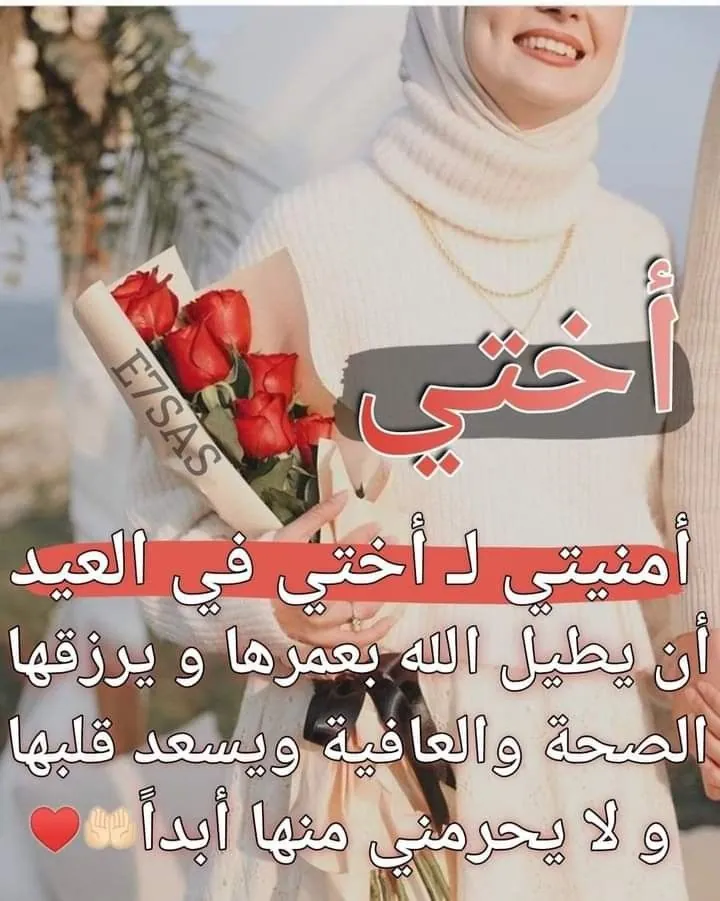 أختي
E7SAS
أمنيتي لـ أختي في العيد
أن يطيل الله بعمرها و يرزقها
الصحة والعافية ويسعد قلبها
و لا يحرمني منها أبداً🤲🏻♥️